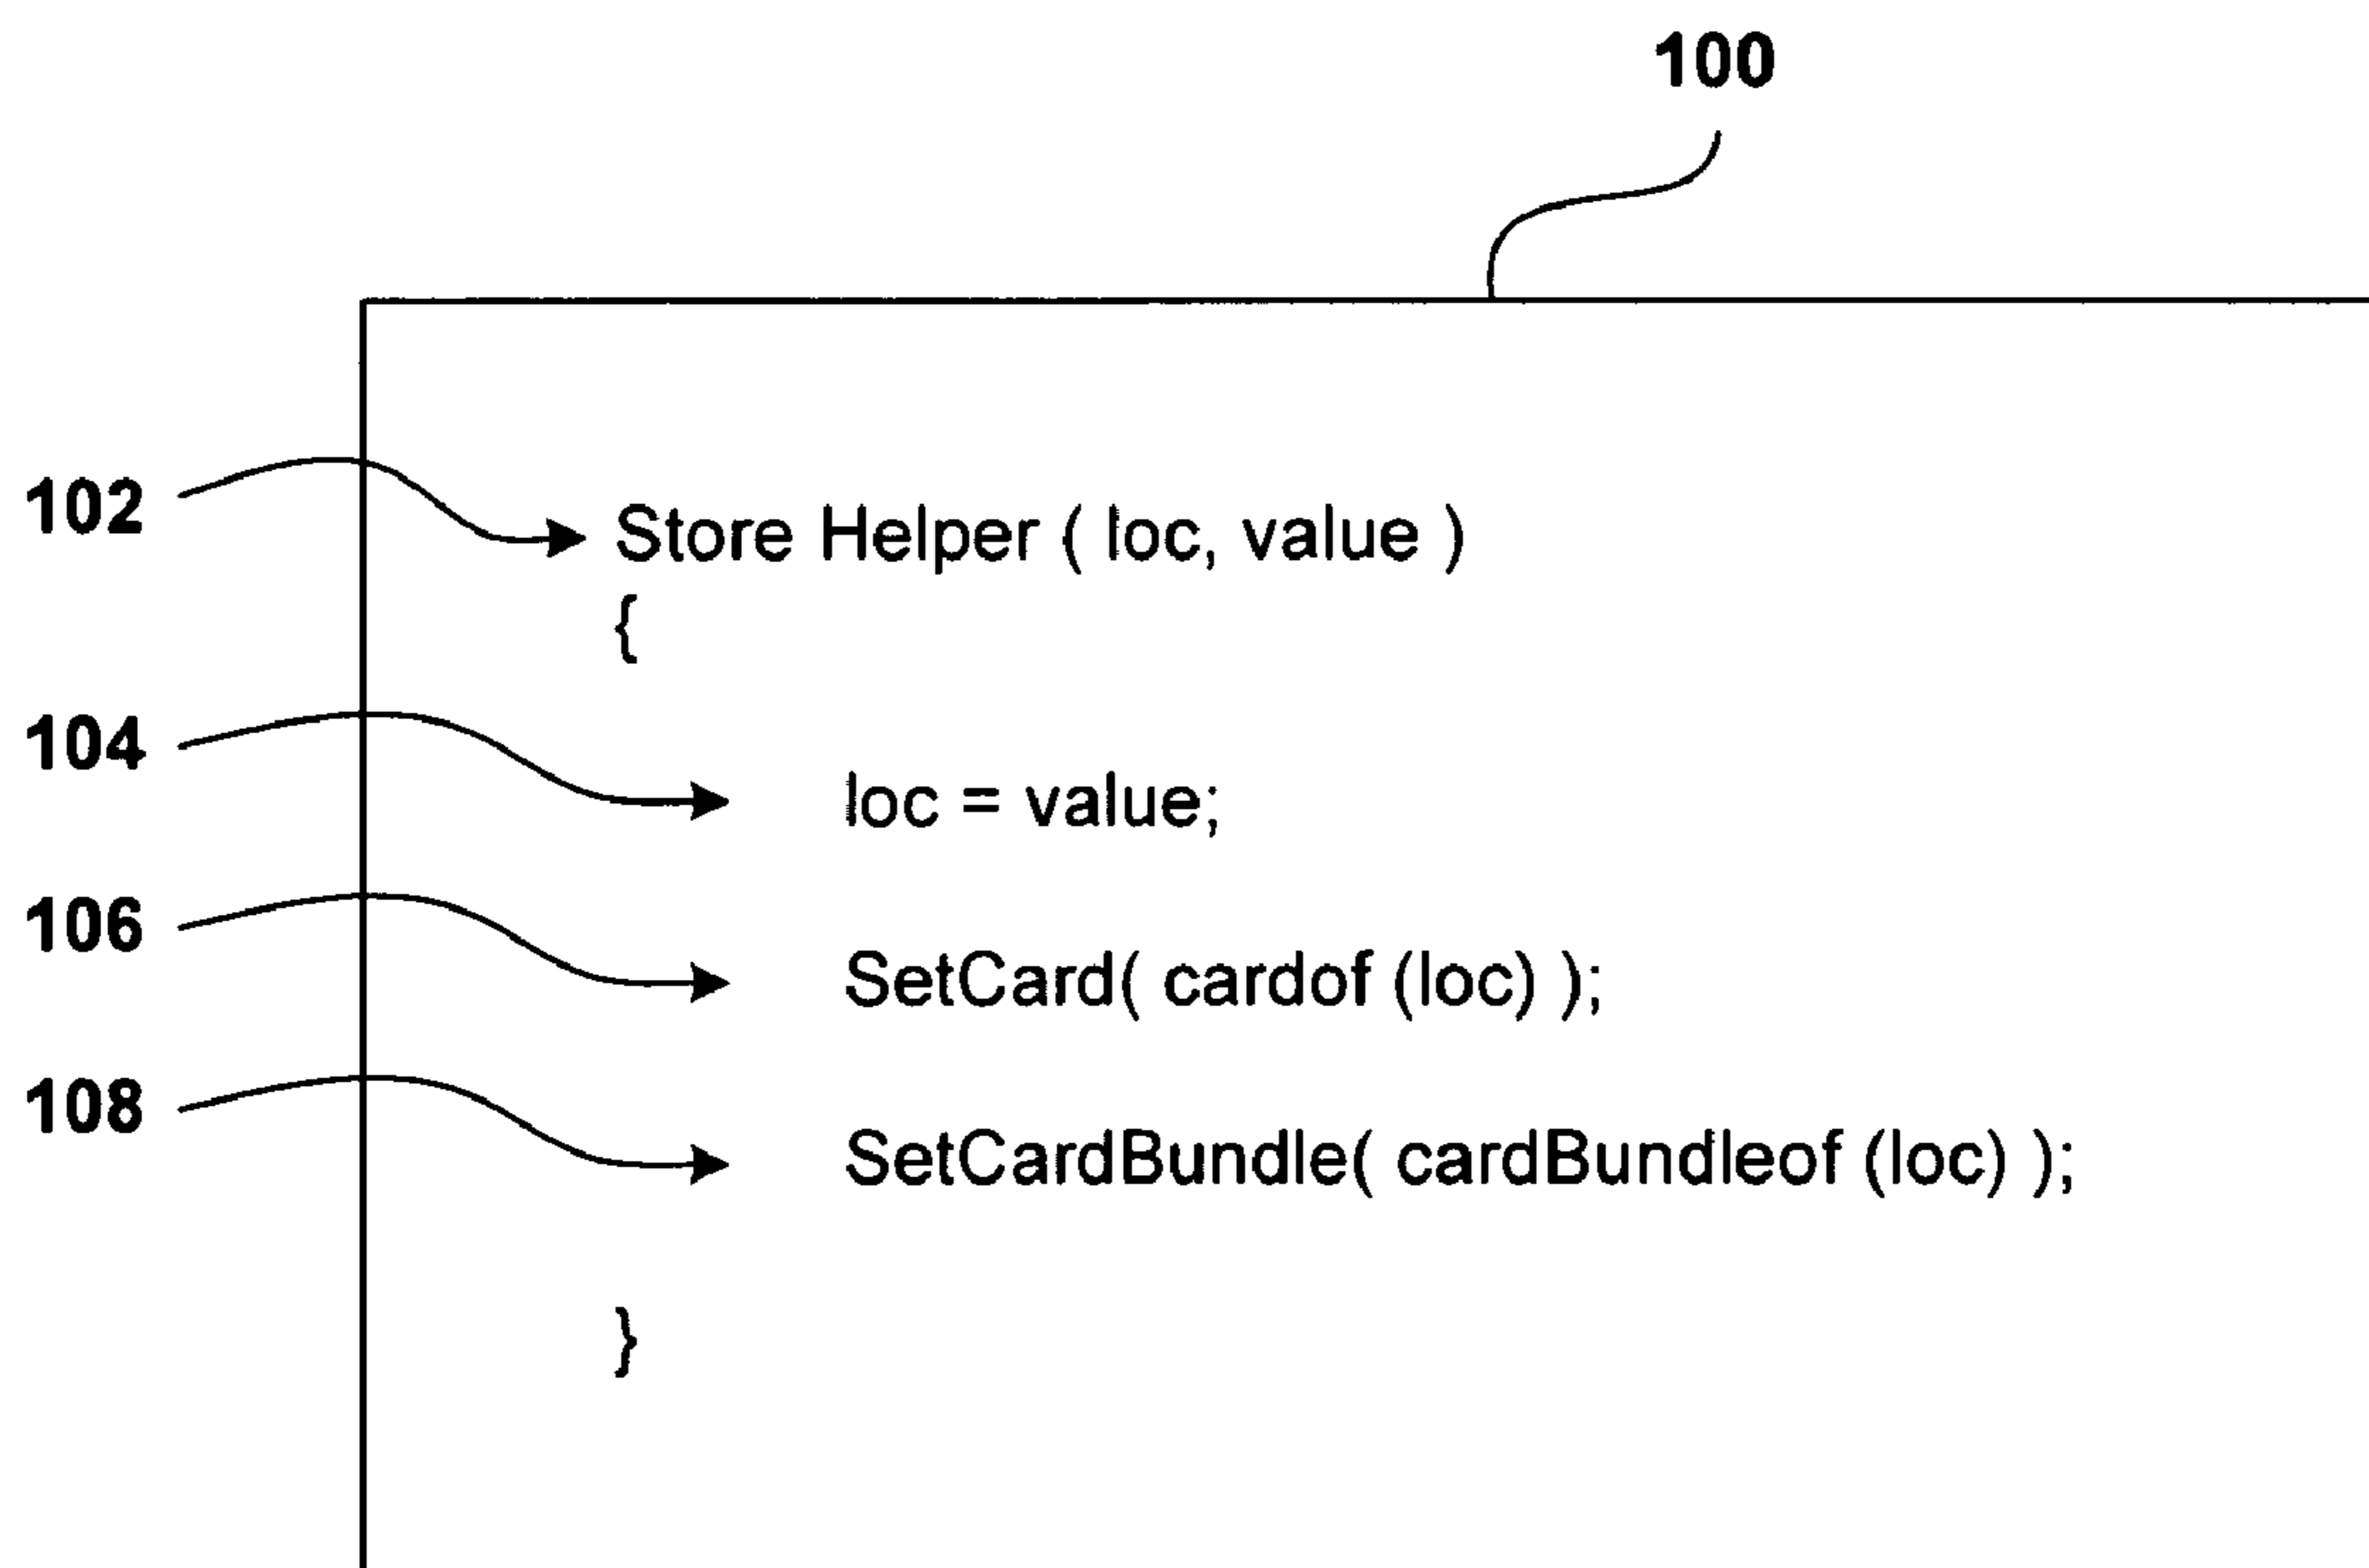 100
102 Store Helper ( loc, value )
{
104 loc = value;
106 SetCard( cardof (loc) );
108 SetCardBundle( cardBundleof (loc) );
}